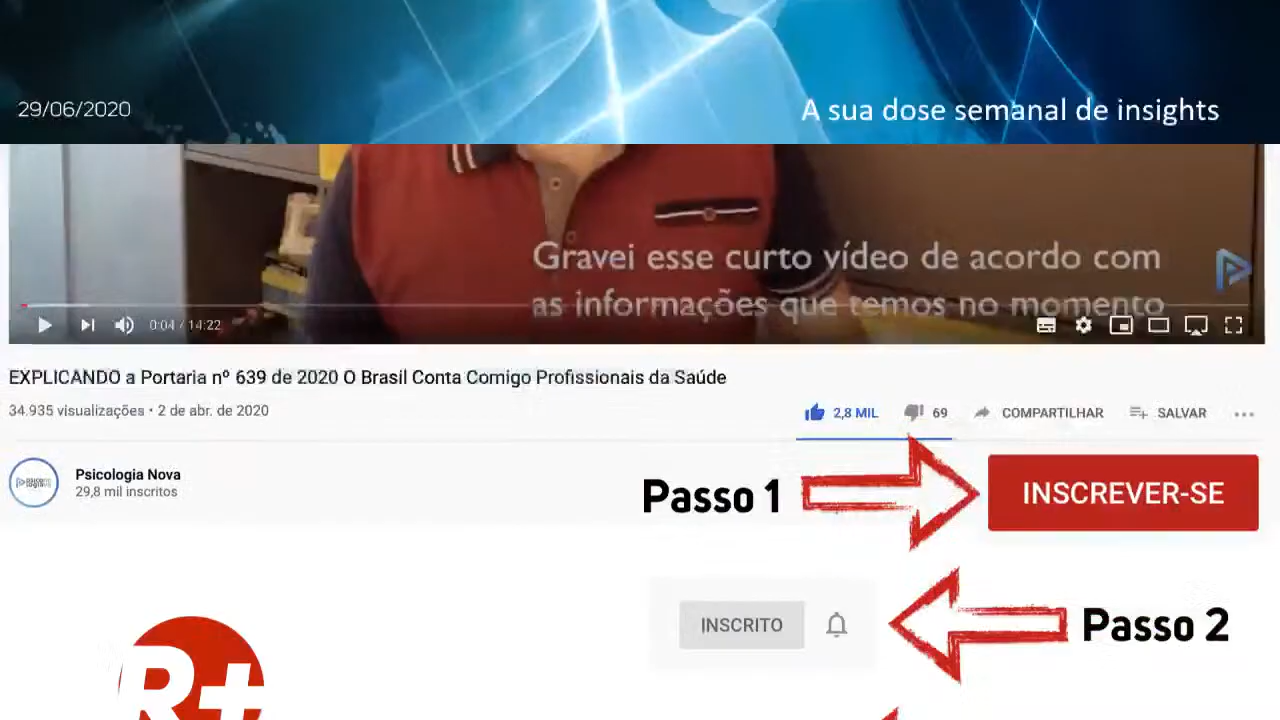 29/06/2020
A sua dose semanal de insights
Gravei esse curto vídeo de acordo com
as informações que temos no momento
0:04 / 14:22
EXPLICANDO a Portaria nº 639 de 2020 O Brasil Conta Comigo Profissionais da Saúde
34.935 visualizações • 2 de abr. de 2020
2,8 MIL
69
COMPARTILHAR
SALVAR
Psicologia Nova
29,8 mil inscritos
Passo 1
INSCREVER-SE
INSCRITO
Passo 2
R+